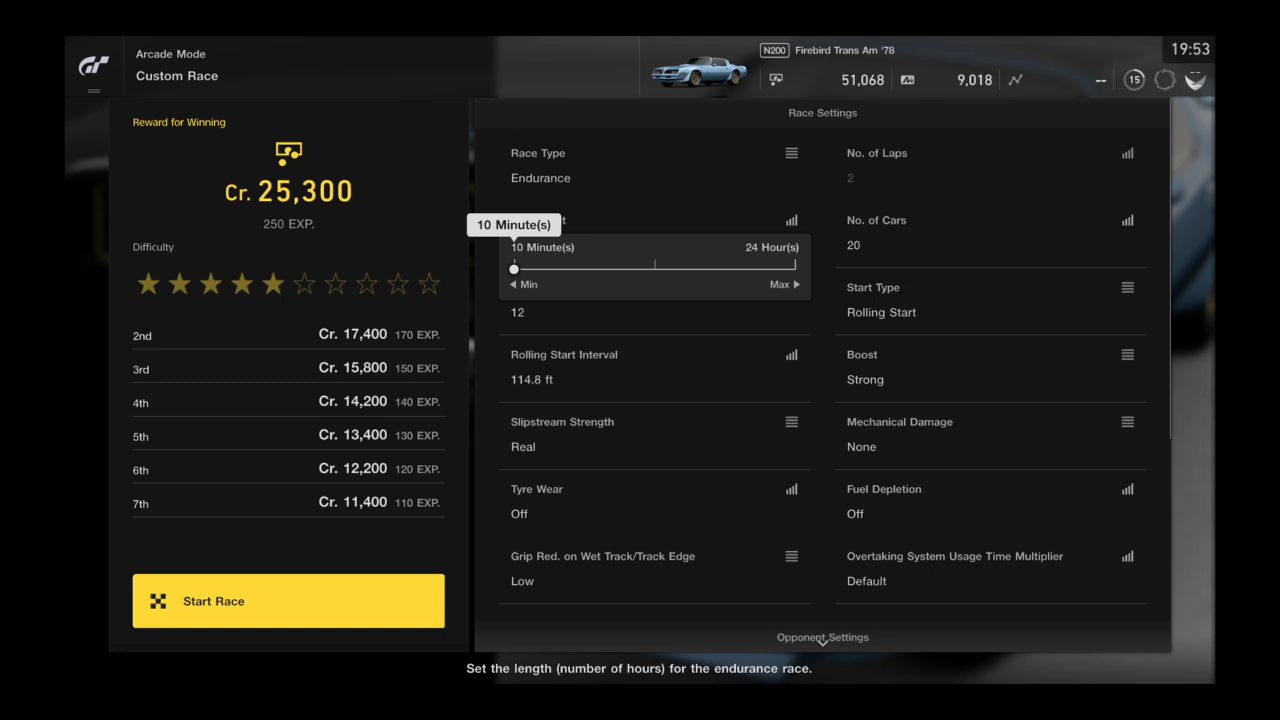 Arcade Mode
Custom Race
N200 Firebird Trans Am '78
51,068 9,018 -- 15
19:53
Reward for Winning
Cr. 25,300
250 EXP.
Difficulty
2nd Cr. 17,400 170 EXP.
3rd Cr. 15,800 150 EXP.
4th Cr. 14,200 140 EXP.
5th Cr. 13,400 130 EXP.
6th Cr. 12,200 120 EXP.
7th Cr. 11,400 110 EXP.
Start Race
Race Settings
Race Type
Endurance
No. of Laps
2
10 Minute(s)
10 Minute(s) 24 Hour(s)
Min Max
12
No. of Cars
20
Start Type
Rolling Start
Rolling Start Interval
114.8 ft
Boost
Strong
Slipstream Strength
Real
Mechanical Damage
None
Tyre Wear
Off
Fuel Depletion
Off
Grip Red. on Wet Track/Track Edge
Low
Overtaking System Usage Time Multiplier
Default
Opponent Settings
Set the length (number of hours) for the endurance race.